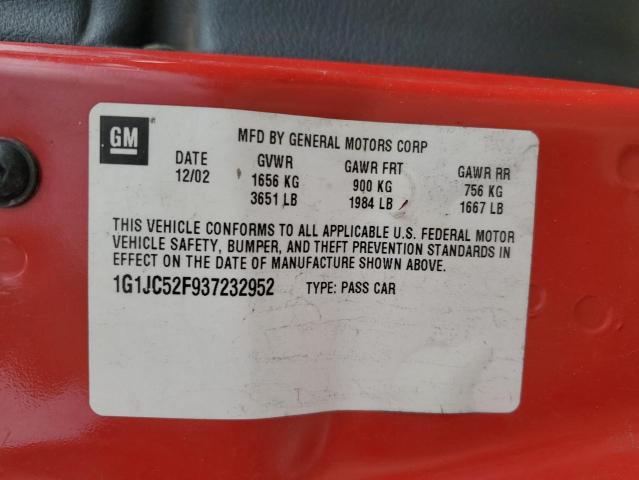 GM
MFD BY GENERAL MOTORS CORP
DATE GVWR GAWR FRT GAWR RR
12/02 1656 KG 900 KG 756 KG
3651 LB 1984 LB 1667 LB
THIS VEHICLE CONFORMS TO ALL APPLICABLE U.S. FEDERAL MOTOR
VEHICLE SAFETY, BUMPER, AND THEFT PREVENTION STANDARDS IN
EFFECT ON THE DATE OF MANUFACTURE SHOWN ABOVE.
1G1JC52F937232952 TYPE: PASS CAR